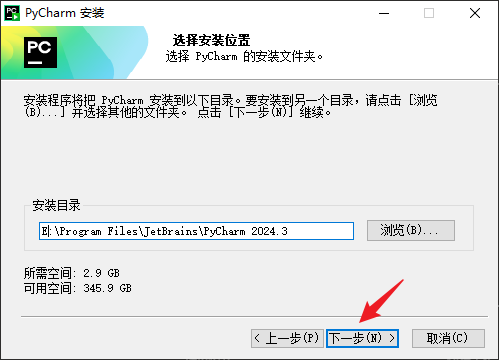 PyCharm 安装
PC
选择安装位置
选择 PyCharm 的安装文件夹。
安装程序将把 PyCharm 安装到以下目录。要安装到另一个目录，请点击 [浏览
(B)...] 并选择其他的文件夹。 点击 [下一步(N)] 继续。
安装目录
E:\Program Files\JetBrains\PyCharm 2024.3
浏览(B)...
所需空间: 2.9 GB
可用空间: 345.9 GB
< 上一步(P)
下一步(N) >
取消(C)